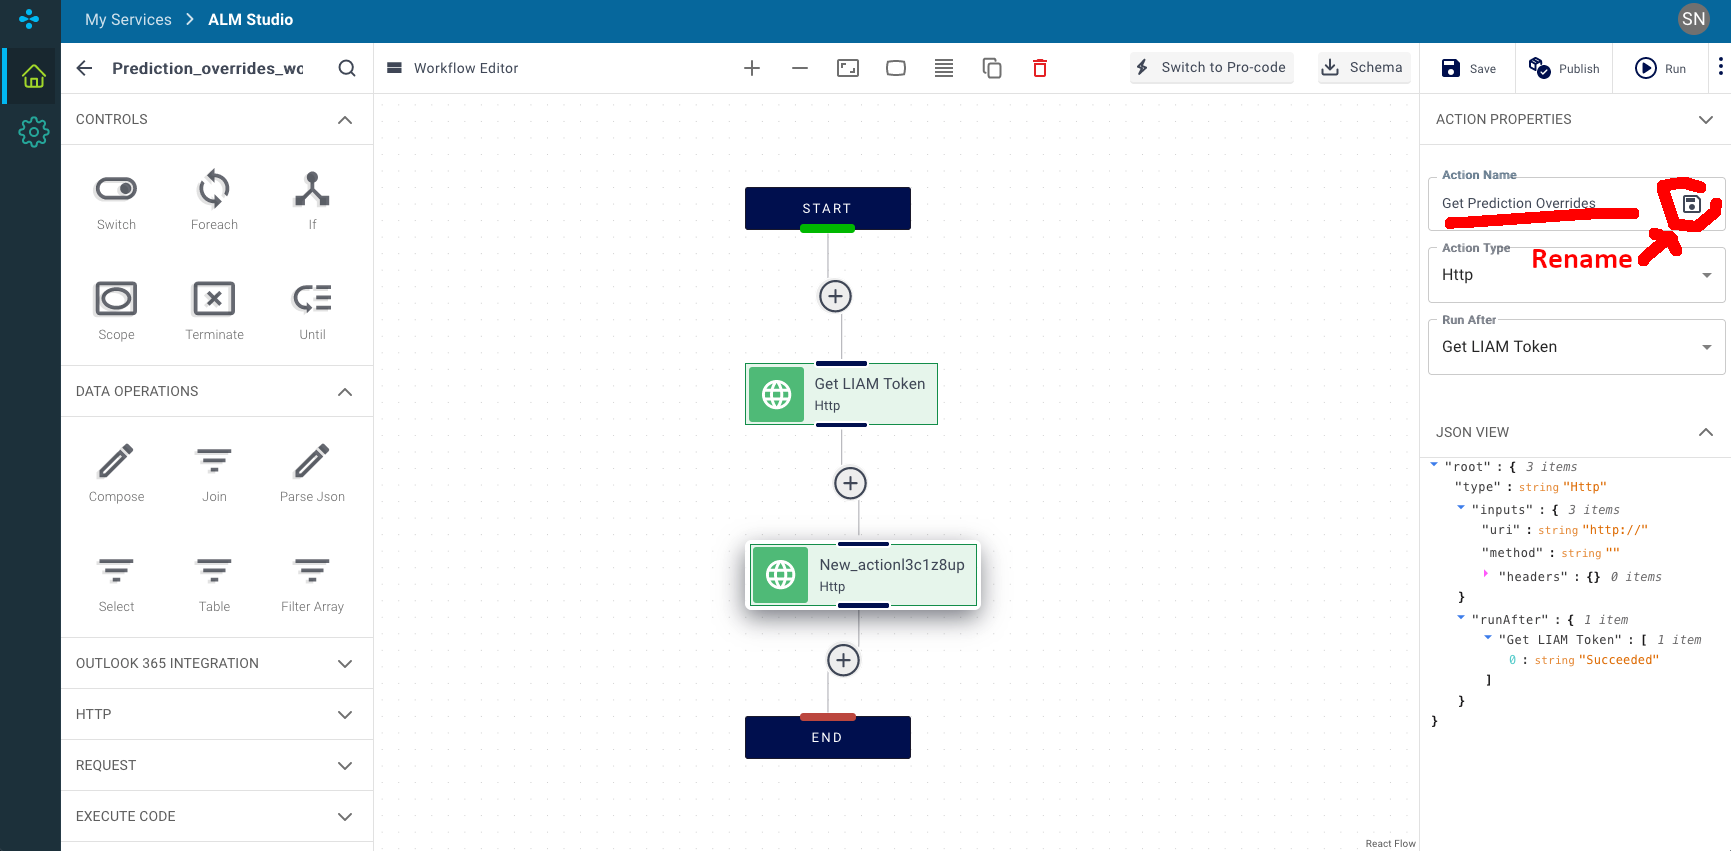 My Services > ALM Studio
SN
Prediction_overrides_wo
Workflow Editor
Switch to Pro-code
Schema
Save
Publish
Run
CONTROLS
Switch
Foreach
If
Scope
Terminate
Until
DATA OPERATIONS
Compose
Join
Parse Json
Select
Table
Filter Array
OUTLOOK 365 INTEGRATION
HTTP
REQUEST
EXECUTE CODE
START
Get LIAM Token
Http
New_actionl3c1z8up
Http
END
React Flow
ACTION PROPERTIES
Action Name
Get Prediction Overrides
Rename
Action Type
Http
Run After
Get LIAM Token
JSON VIEW
"root" : { 3 items
"type" : string "Http"
"inputs" : { 3 items
"uri" : string "http://"
"method" : string ""
"headers" : {} 0 items
}
"runAfter" : { 1 item
"Get LIAM Token" : [ 1 item
0 : string "Succeeded"
]
}
}